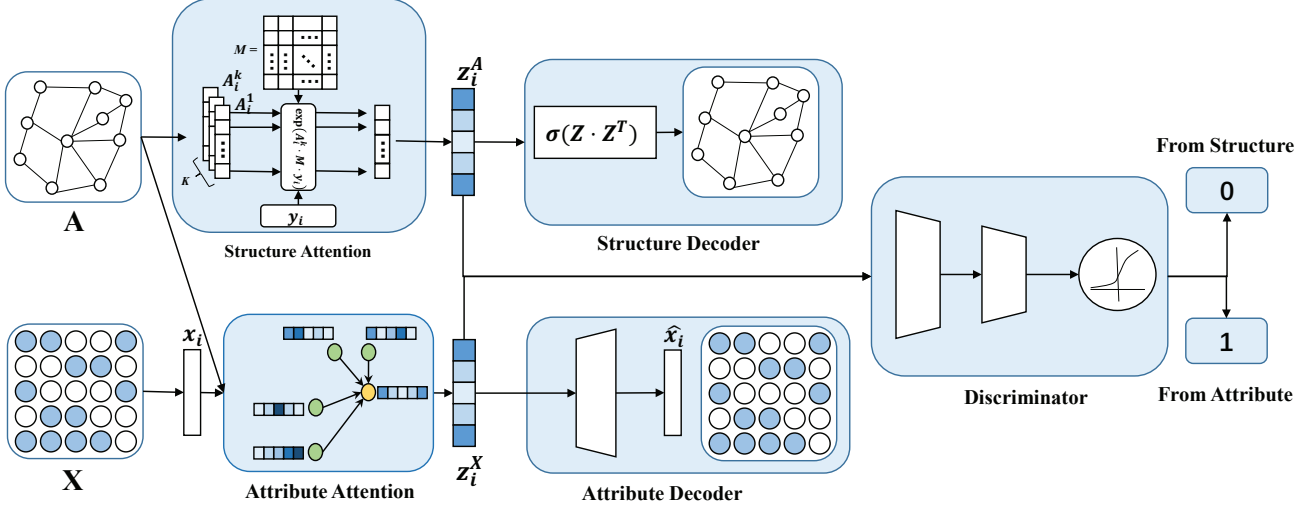 M =
A_i^k
A_i^1
exp(A_i^k · M · y_i)
K
y_i
A
Structure Attention
z_i^A
σ(Z · Z^T)
Structure Decoder
From Structure
0
1
From Attribute
Discriminator
x_i
X
Attribute Attention
z_i^X
x̂_i
Attribute Decoder